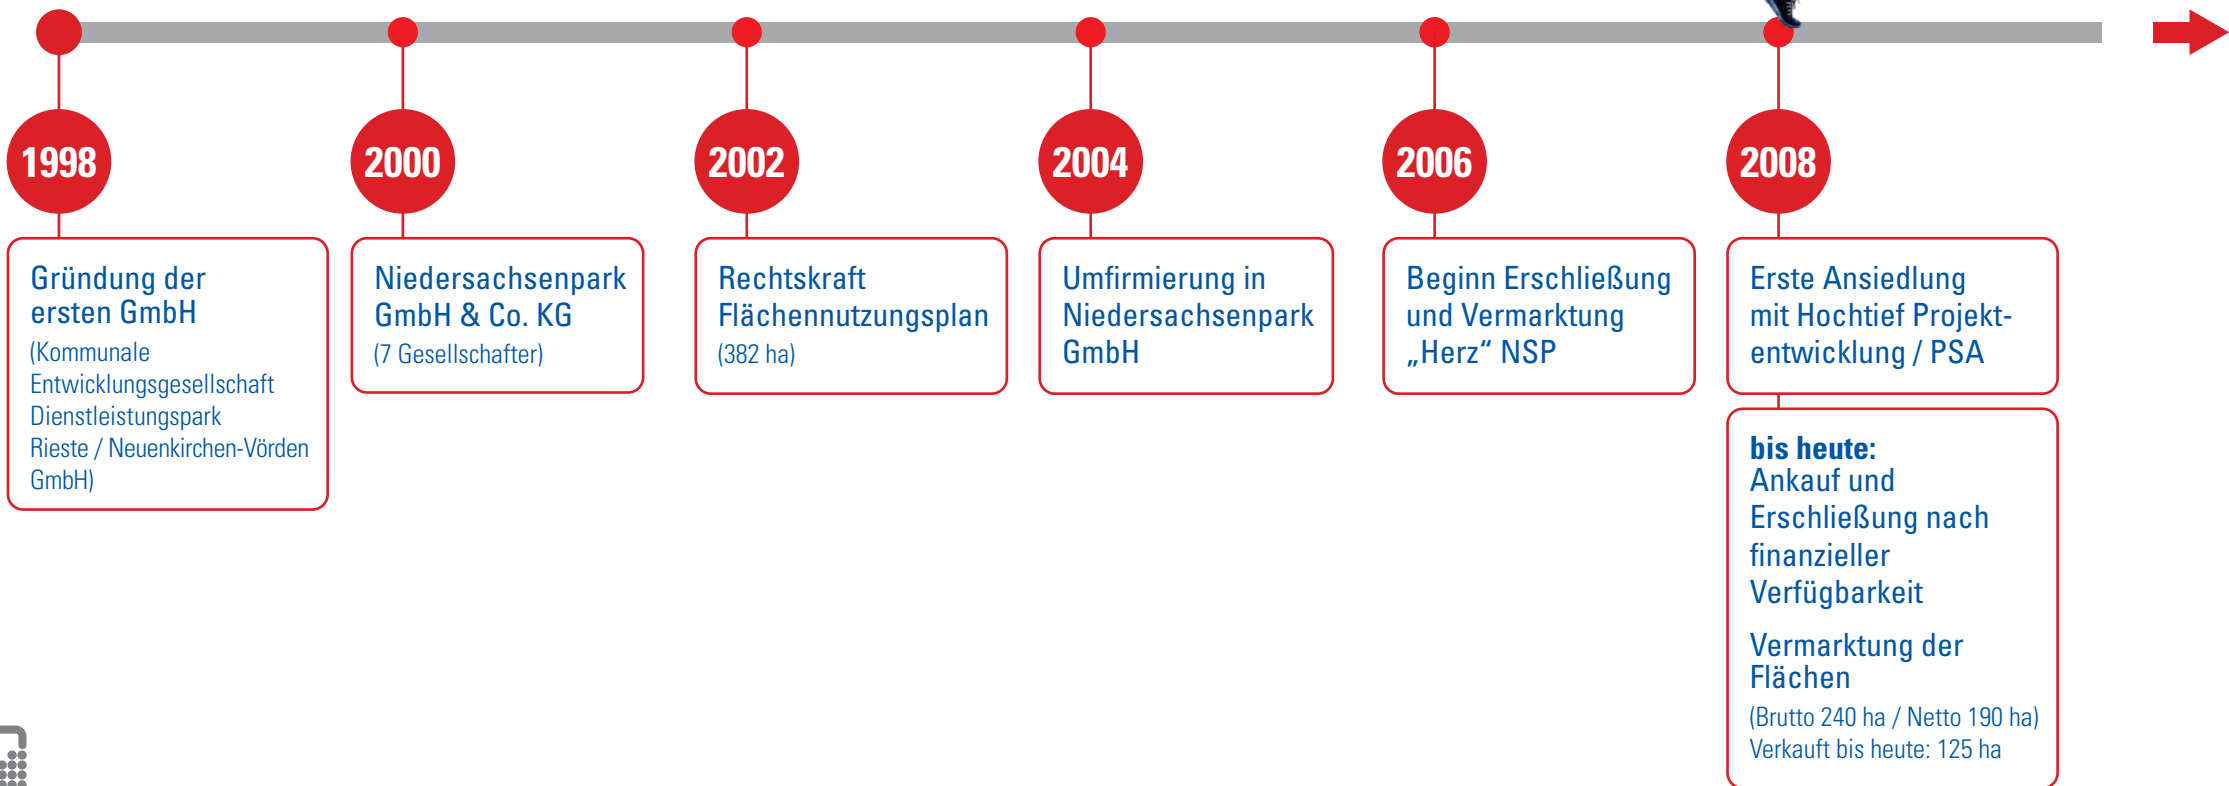 1998
Gründung der
ersten GmbH
(Kommunale
Entwicklungsgesellschaft
Dienstleistungspark
Rieste / Neuenkirchen-Vörden
GmbH)
2000
Niedersachsenpark
GmbH & Co. KG
(7 Gesellschafter)
2002
Rechtskraft
Flächennutzungsplan
(382 ha)
2004
Umfirmierung in
Niedersachsenpark
GmbH
2006
Beginn Erschließung
und Vermarktung
„Herz“ NSP
2008
Erste Ansiedlung
mit Hochtief Projekt-
entwicklung / PSA
bis heute:
Ankauf und
Erschließung nach
finanzieller
Verfügbarkeit
Vermarktung der
Flächen
(Brutto 240 ha / Netto 190 ha)
Verkauft bis heute: 125 ha